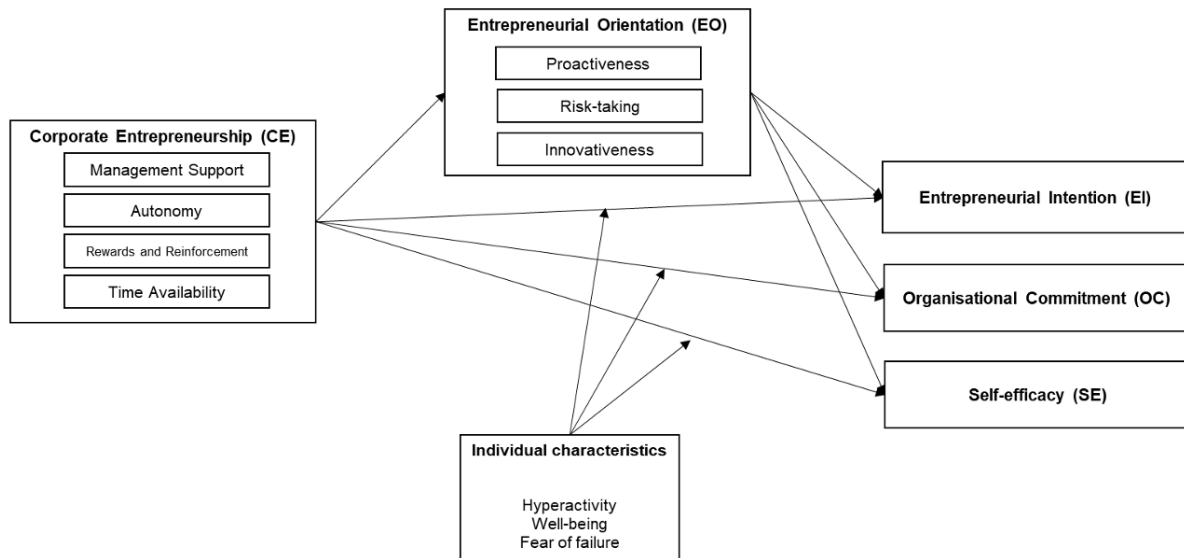 Entrepreneurial Orientation (EO)
Proactiveness
Risk-taking
Innovativeness
Corporate Entrepreneurship (CE)
Management Support
Autonomy
Rewards and Reinforcement
Time Availability
Entrepreneurial Intention (EI)
Organisational Commitment (OC)
Self-efficacy (SE)
Individual characteristics
Hyperactivity
Well-being
Fear of failure